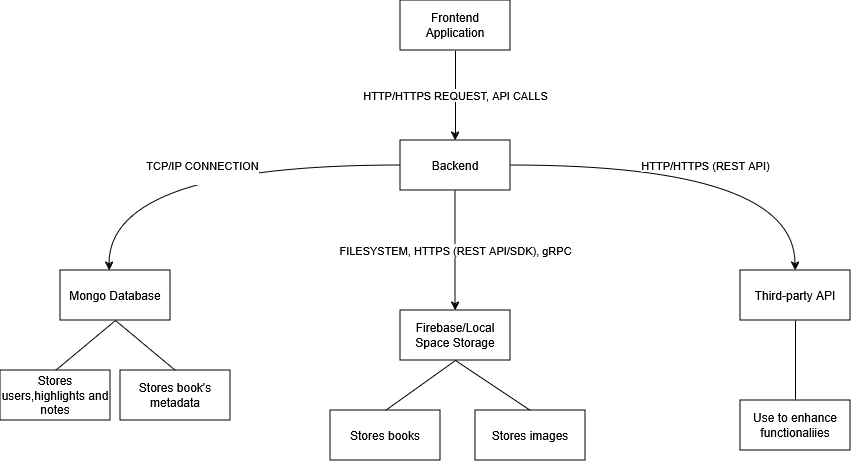 Frontend
Application
HTTP/HTTPS REQUEST, API CALLS
TCP/IP CONNECTION
Backend
HTTP/HTTPS (REST API)
FILESYSTEM, HTTPS (REST API/SDK), gRPC
Mongo Database
Third-party API
Firebase/Local
Space Storage
Stores
users,highlights and
notes
Stores book's
metadata
Stores books
Stores images
Use to enhance
functionaliies